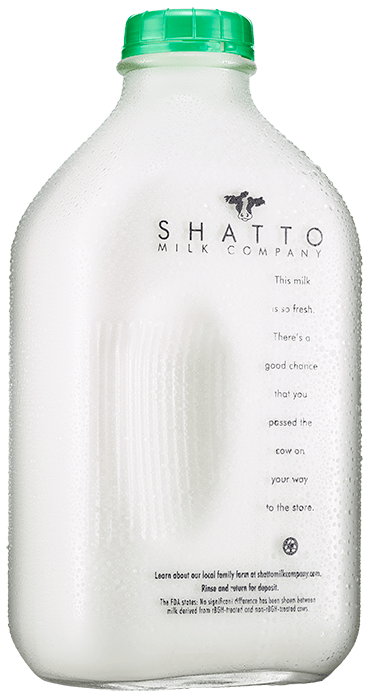 SHATTO
MILK COMPANY
This milk
is so fresh.
There's a
good chance
that you
passed the
cow on
your way
to the store.
Learn about our local family farm at shattomilkcompany.com.
Rinse and return for deposit.
The FDA states: No significant difference has been shown between
milk derived from rBGH-treated and non-rBGH-treated cows.